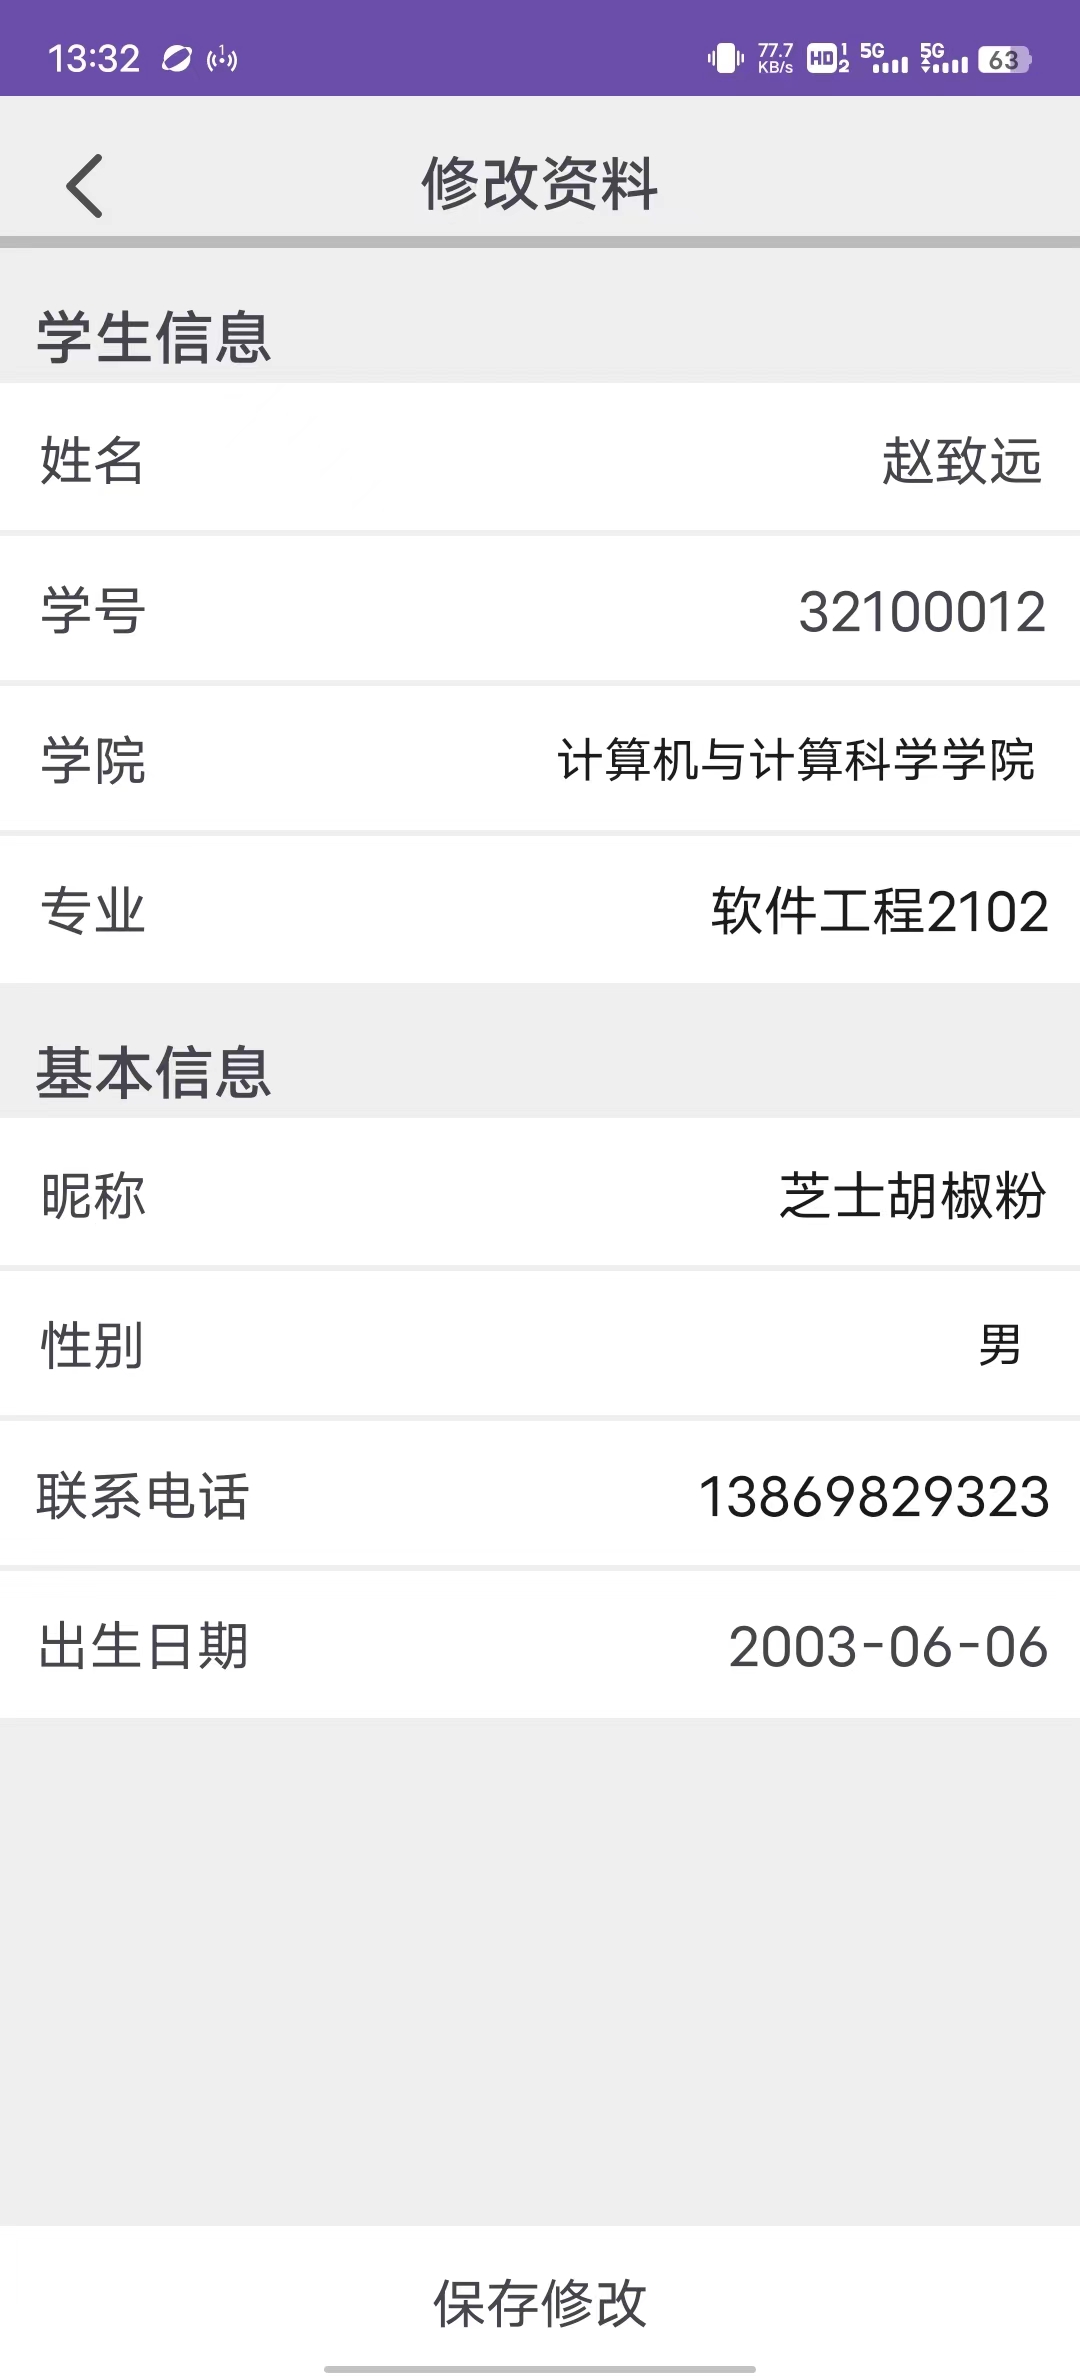 13:32 77.7 KB/s HD 1 2 5G 5G 63
修改资料
学生信息
姓名 赵致远
学号 32100012
学院 计算机与计算科学学院
专业 软件工程2102
基本信息
昵称 芝士胡椒粉
性别 男
联系电话 13869829323
出生日期 2003-06-06
保存修改